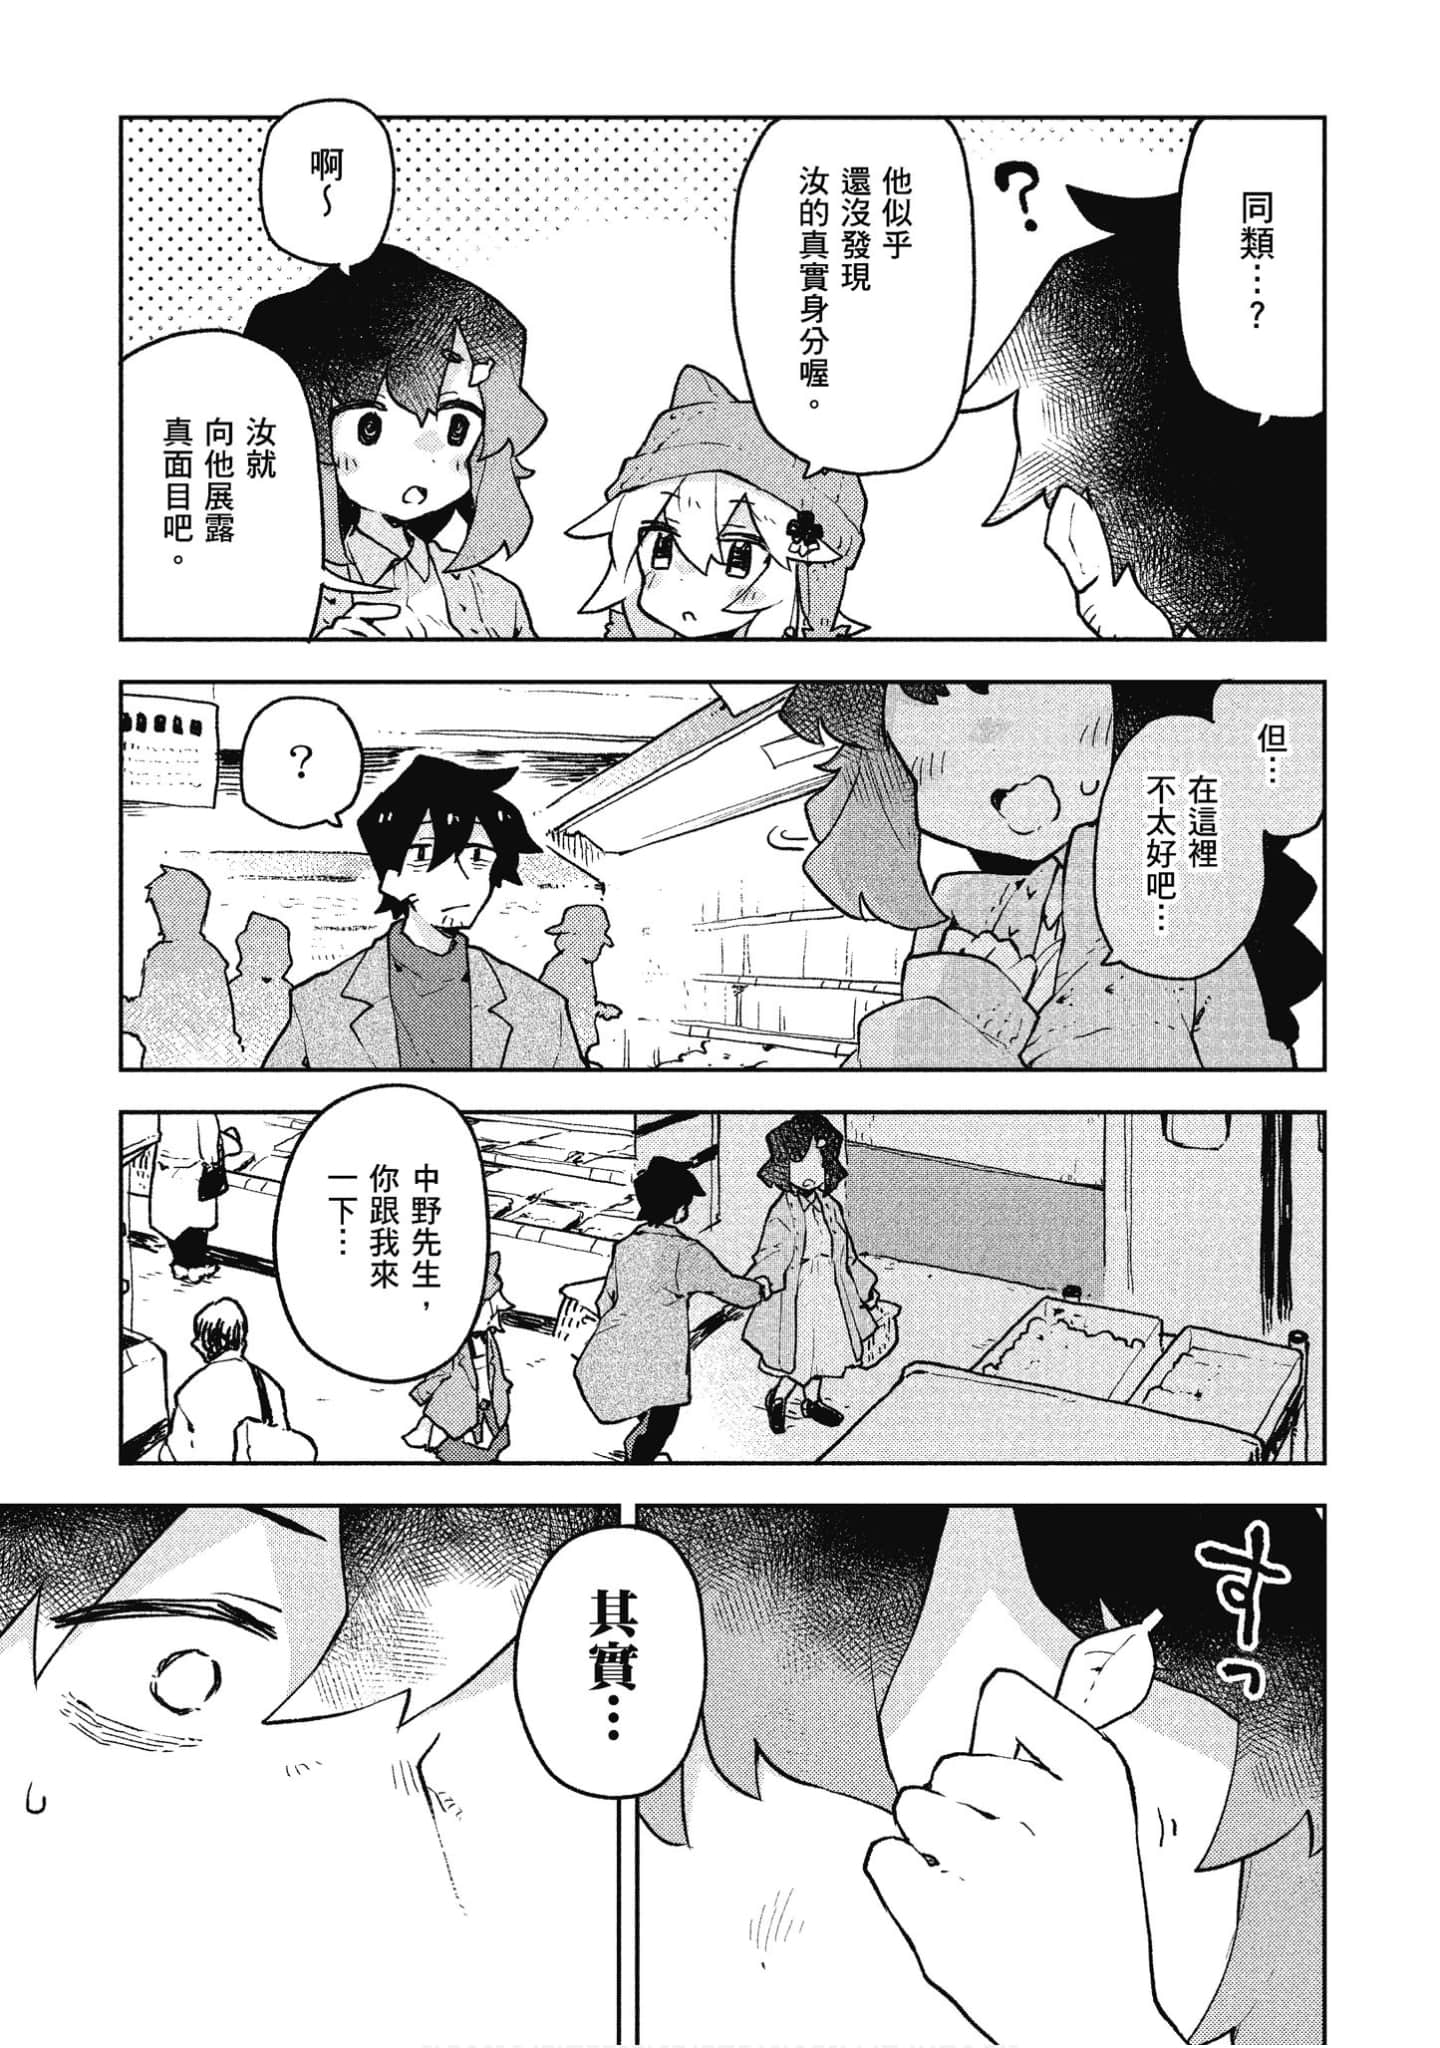 同類…?
?
他似乎
還沒發現
汝的真實身分喔。
啊～
汝就
向他展露
真面目吧。
但…
在這裡
不太好吧…
?
中野先生，
你跟我來
一下…
すっ
其實…